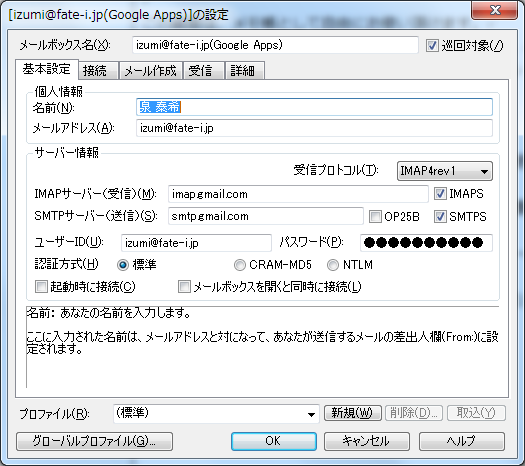 [izumi@fate-i.jp(Google Apps)]の設定
メールボックス名(X): izumi@fate-i.jp(Google Apps) 巡回対象(/)
基本設定 接続 メール作成 受信 詳細
個人情報
名前(N): 泉 泰希
メールアドレス(A): izumi@fate-i.jp
サーバー情報
受信プロトコル(T): IMAP4rev1
IMAPサーバー(受信)(M): imap.gmail.com IMAPS
SMTPサーバー(送信)(S): smtp.gmail.com OP25B SMTPS
ユーザーID(U): izumi@fate-i.jp パスワード(P): ●●●●●●●●●●
認証方式(H) 標準 CRAM-MD5 NTLM
起動時に接続(C) メールボックスを開くと同時に接続(L)
名前: あなたの名前を入力します。
ここに入力された名前は、メールアドレスと対になって、あなたが送信するメールの差出人欄(From:)に設
定されます。
プロファイル(R): (標準) 新規(W) 削除(D)... 取込(Y)
グローバルプロファイル(G)... OK キャンセル ヘルプ